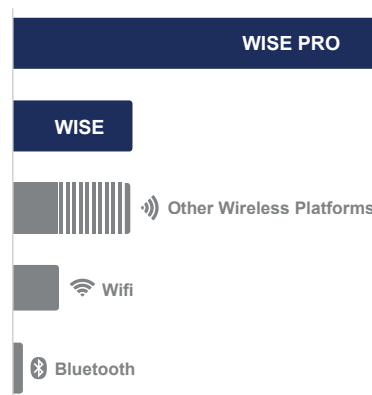 WISE PRO
WISE
Other Wireless Platforms
Wifi
Bluetooth